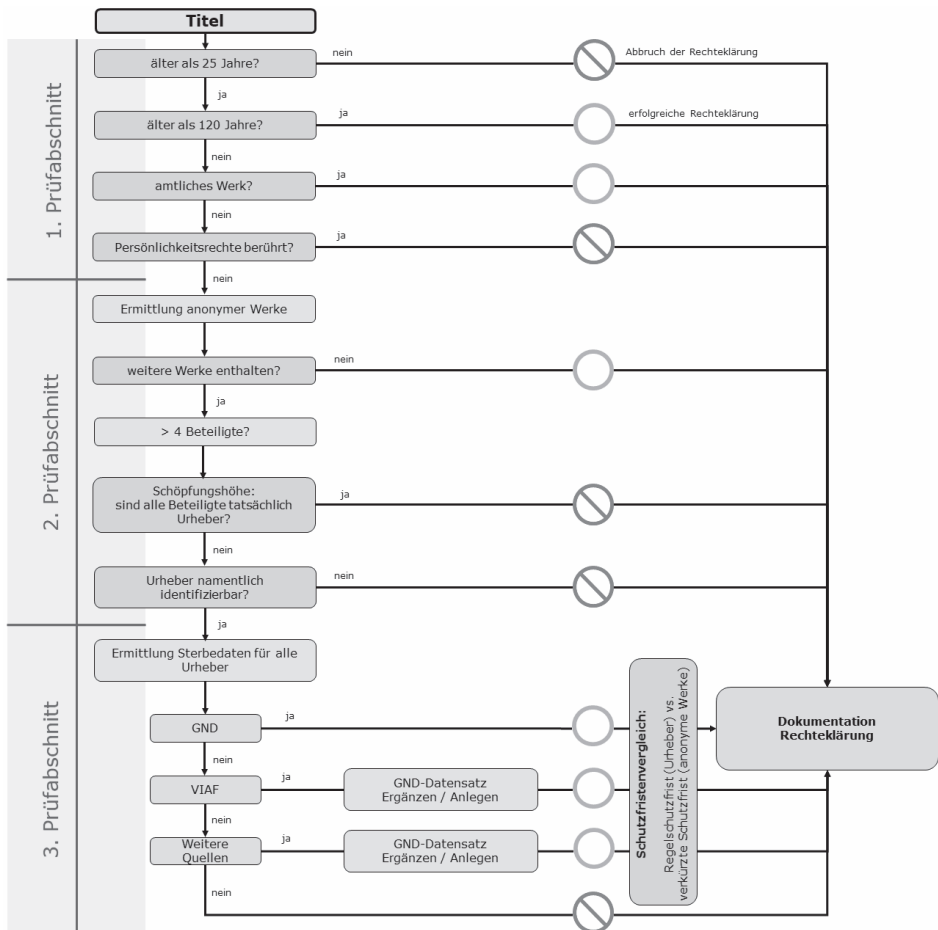 Titel
1. Prüfabschnitt
älter als 25 Jahre?
nein
Abbruch der Rechteklärung
ja
älter als 120 Jahre?
ja
erfolgreiche Rechteklärung
nein
amtliches Werk?
ja
nein
Persönlichkeitsrechte berührt?
ja
nein
2. Prüfabschnitt
Ermittlung anonymer Werke
weitere Werke enthalten?
nein
ja
> 4 Beteiligte?
Schöpfungshöhe:
sind alle Beteiligte tatsächlich
Urheber?
ja
nein
Urheber namentlich
identifizierbar?
nein
ja
3. Prüfabschnitt
Ermittlung Sterbedaten für alle
Urheber
GND
ja
nein
VIAF
ja
GND-Datensatz
Ergänzen / Anlegen
nein
Weitere
Quellen
ja
GND-Datensatz
Ergänzen / Anlegen
nein
Schutzfristenvergleich:
Regelschutzfrist (Urheber) vs.
verkürzte Schutzfrist (anonyme Werke)
Dokumentation
Rechteklärung